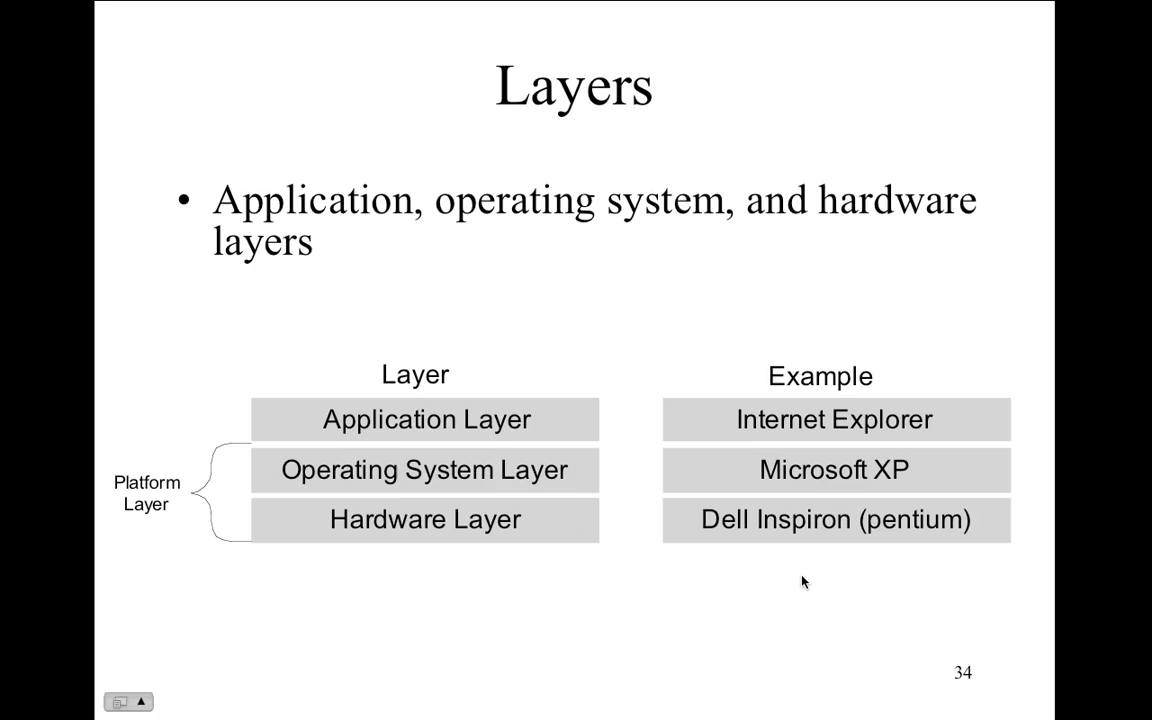 Layers
• Application, operating system, and hardware
layers
Layer
Example
Application Layer
Internet Explorer
Platform
Layer
Operating System Layer
Microsoft XP
Hardware Layer
Dell Inspiron (pentium)
34